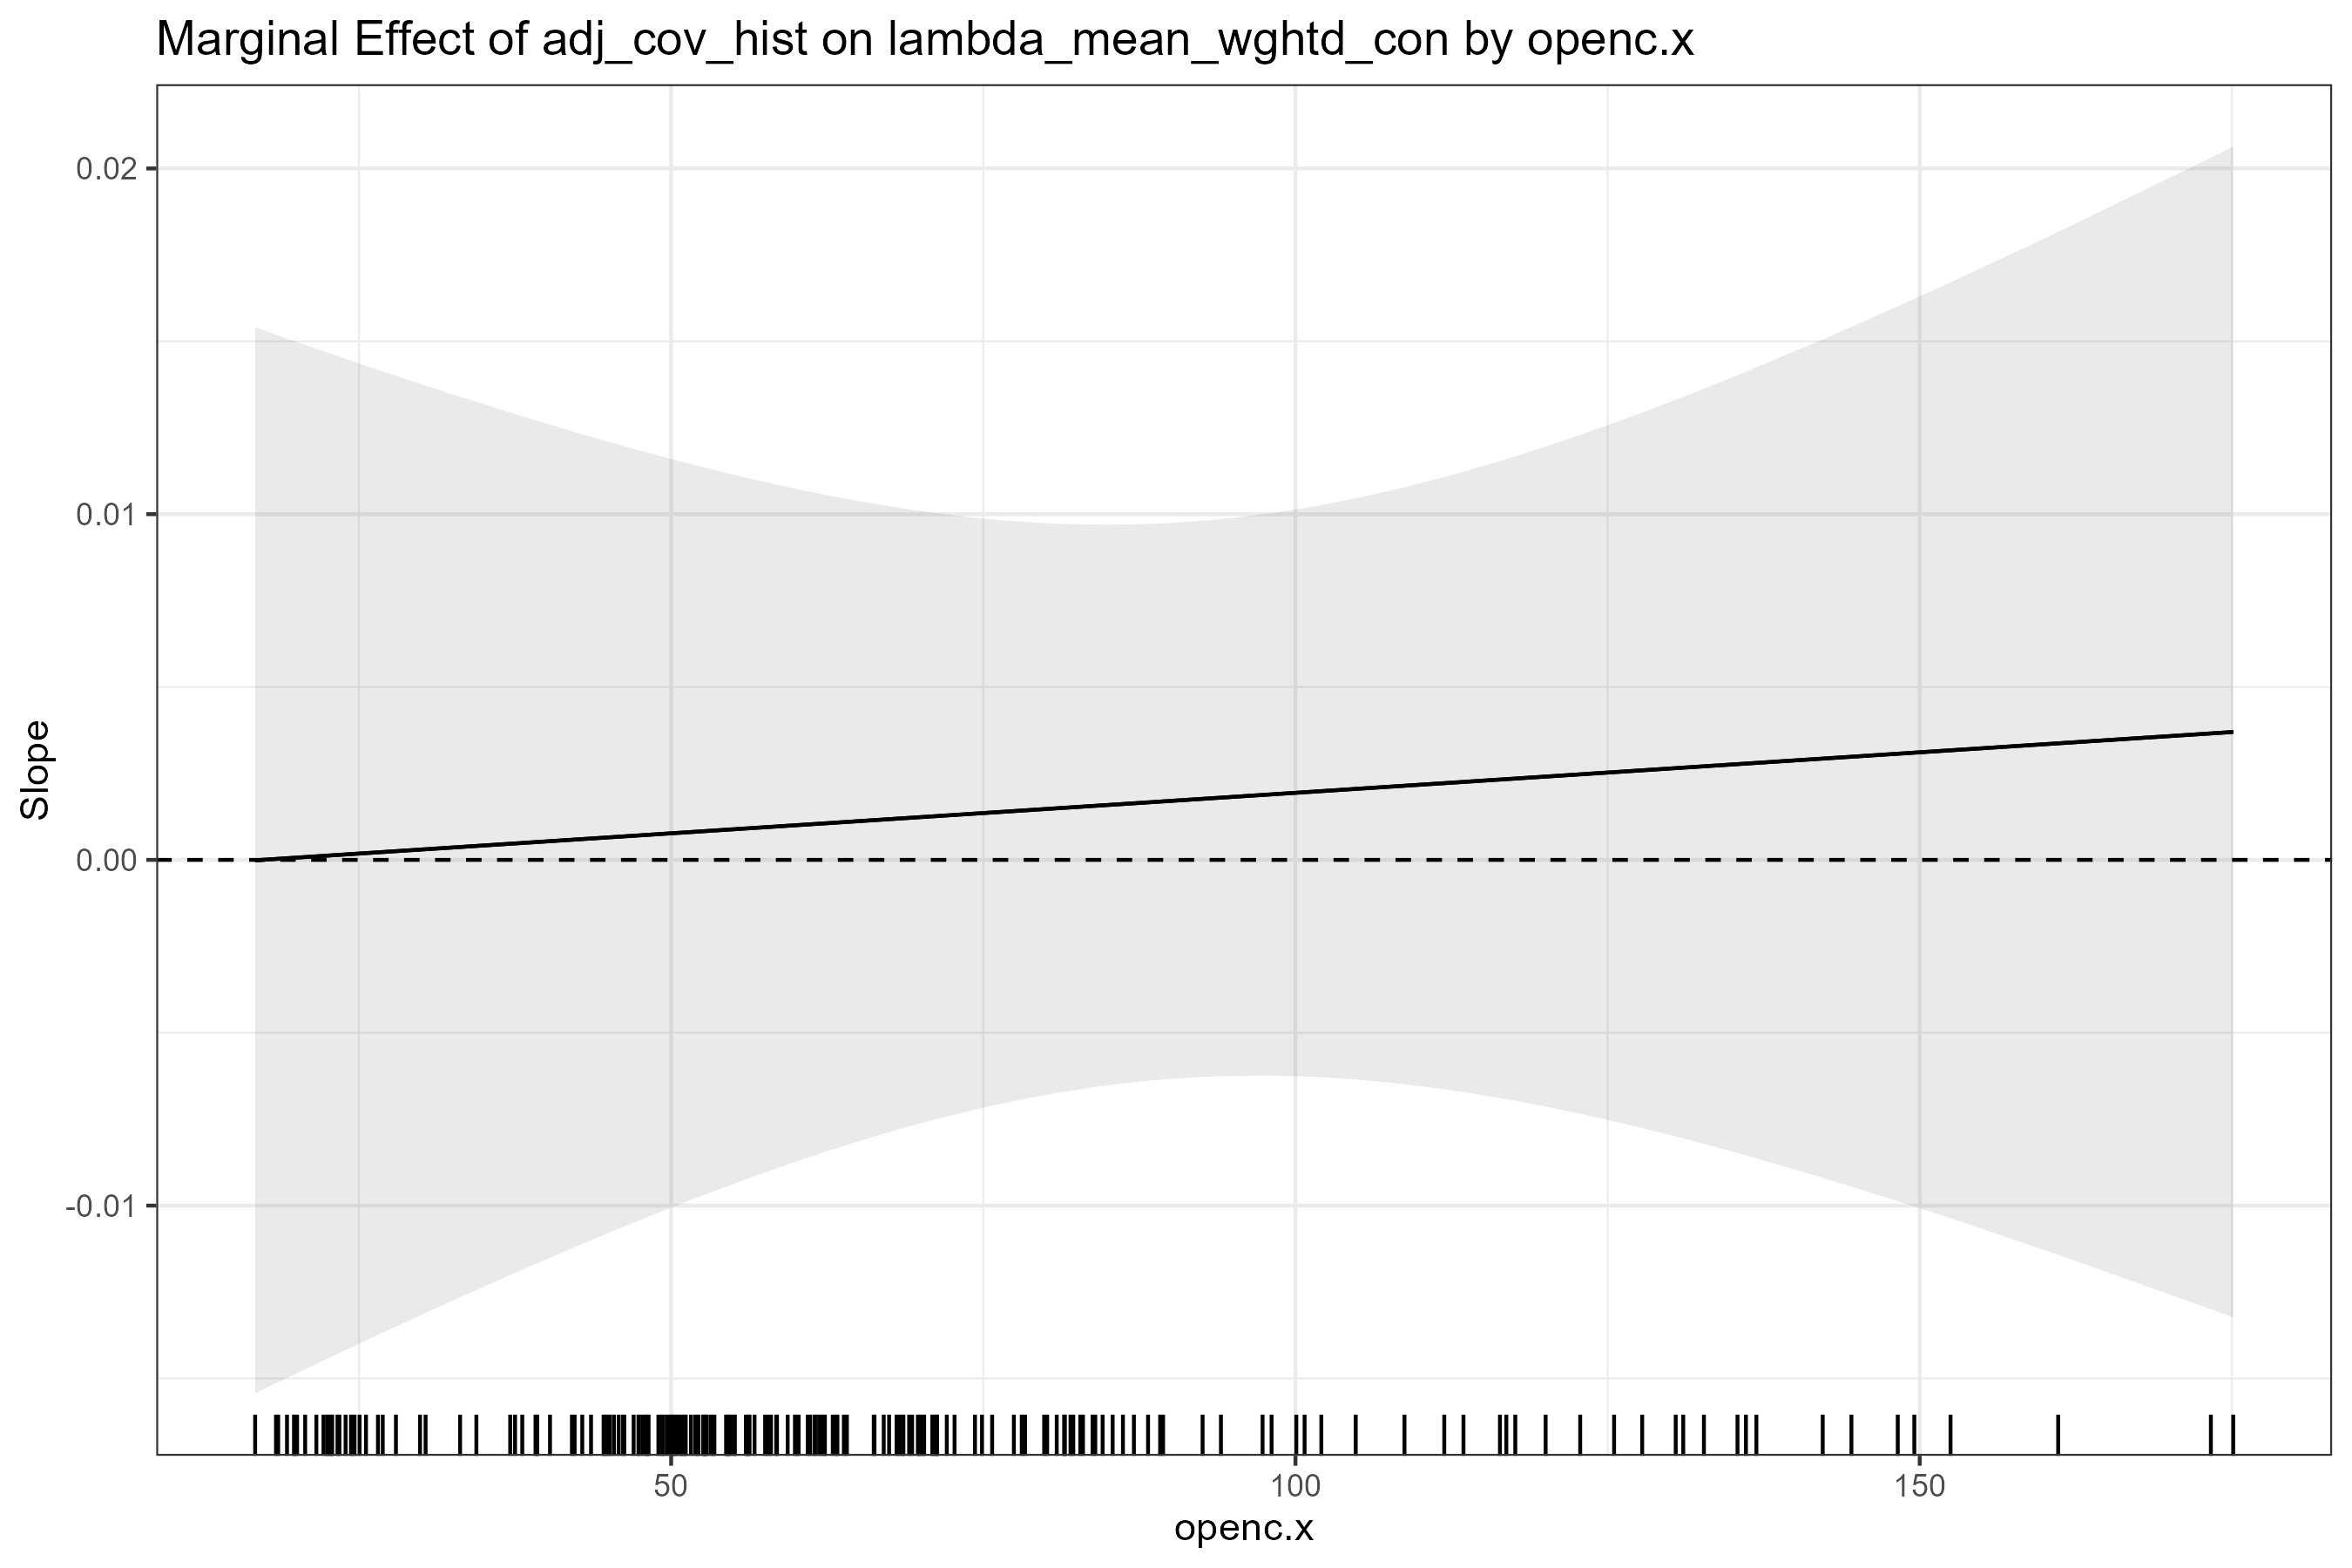 Marginal Effect of adj_cov_hist on lambda_mean_wghtd_con by openc.x
0.02
0.01
0.00
-0.01
Slope
50 100 150
openc.x